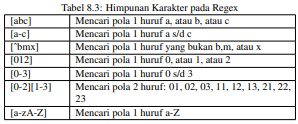 Tabel 8.3: Himpunan Karakter pada Regex
[abc] Mencari pola 1 huruf a, atau b, atau c
[a-c] Mencari pola 1 huruf a s/d c
[ˆbmx] Mencari pola 1 huruf yang bukan b,m, atau x
[012] Mencari pola 1 huruf 0, atau 1, atau 2
[0-3] Mencari pola 1 huruf 0 s/d 3
[0-2][1-3] Mencari pola 2 huruf: 01, 02, 03, 11, 12, 13, 21, 22,
23
[a-zA-Z] Mencari pola 1 huruf a-Z